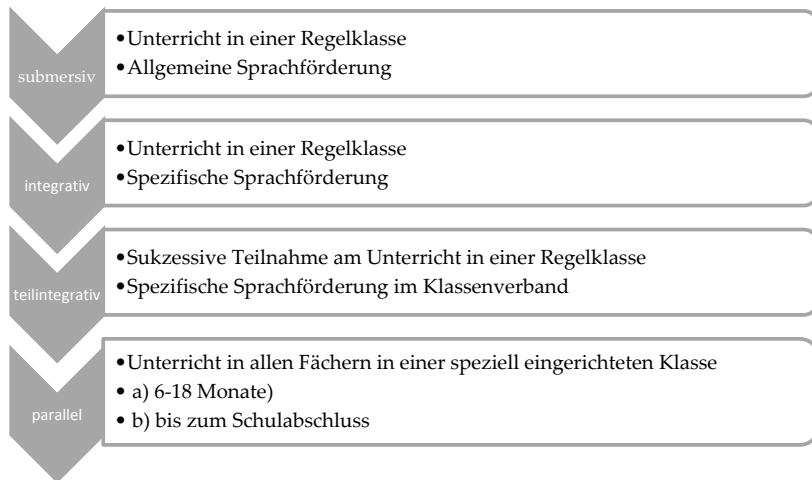 submersiv
•Unterricht in einer Regelklasse
•Allgemeine Sprachförderung
integrativ
•Unterricht in einer Regelklasse
•Spezifische Sprachförderung
teilintegrativ
•Sukzessive Teilnahme am Unterricht in einer Regelklasse
•Spezifische Sprachförderung im Klassenverband
parallel
•Unterricht in allen Fächern in einer speziell eingerichteten Klasse
• a) 6-18 Monate)
• b) bis zum Schulabschluss